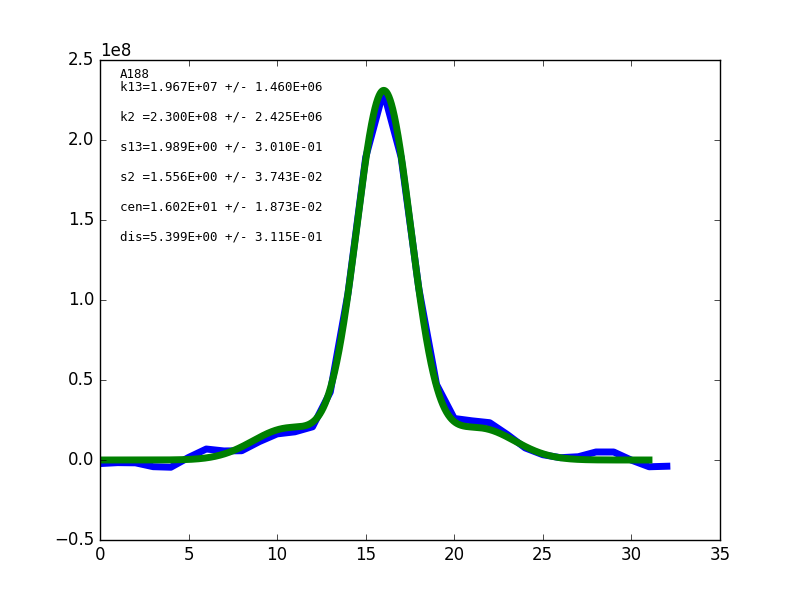 1e8
A188
k13=1.967E+07 +/- 1.460E+06
k2 =2.300E+08 +/- 2.425E+06
s13=1.989E+00 +/- 3.010E-01
s2 =1.556E+00 +/- 3.743E-02
cen=1.602E+01 +/- 1.873E-02
dis=5.399E+00 +/- 3.115E-01
2.5
2.0
1.5
1.0
0.5
0.0
−0.5
0 5 10 15 20 25 30 35